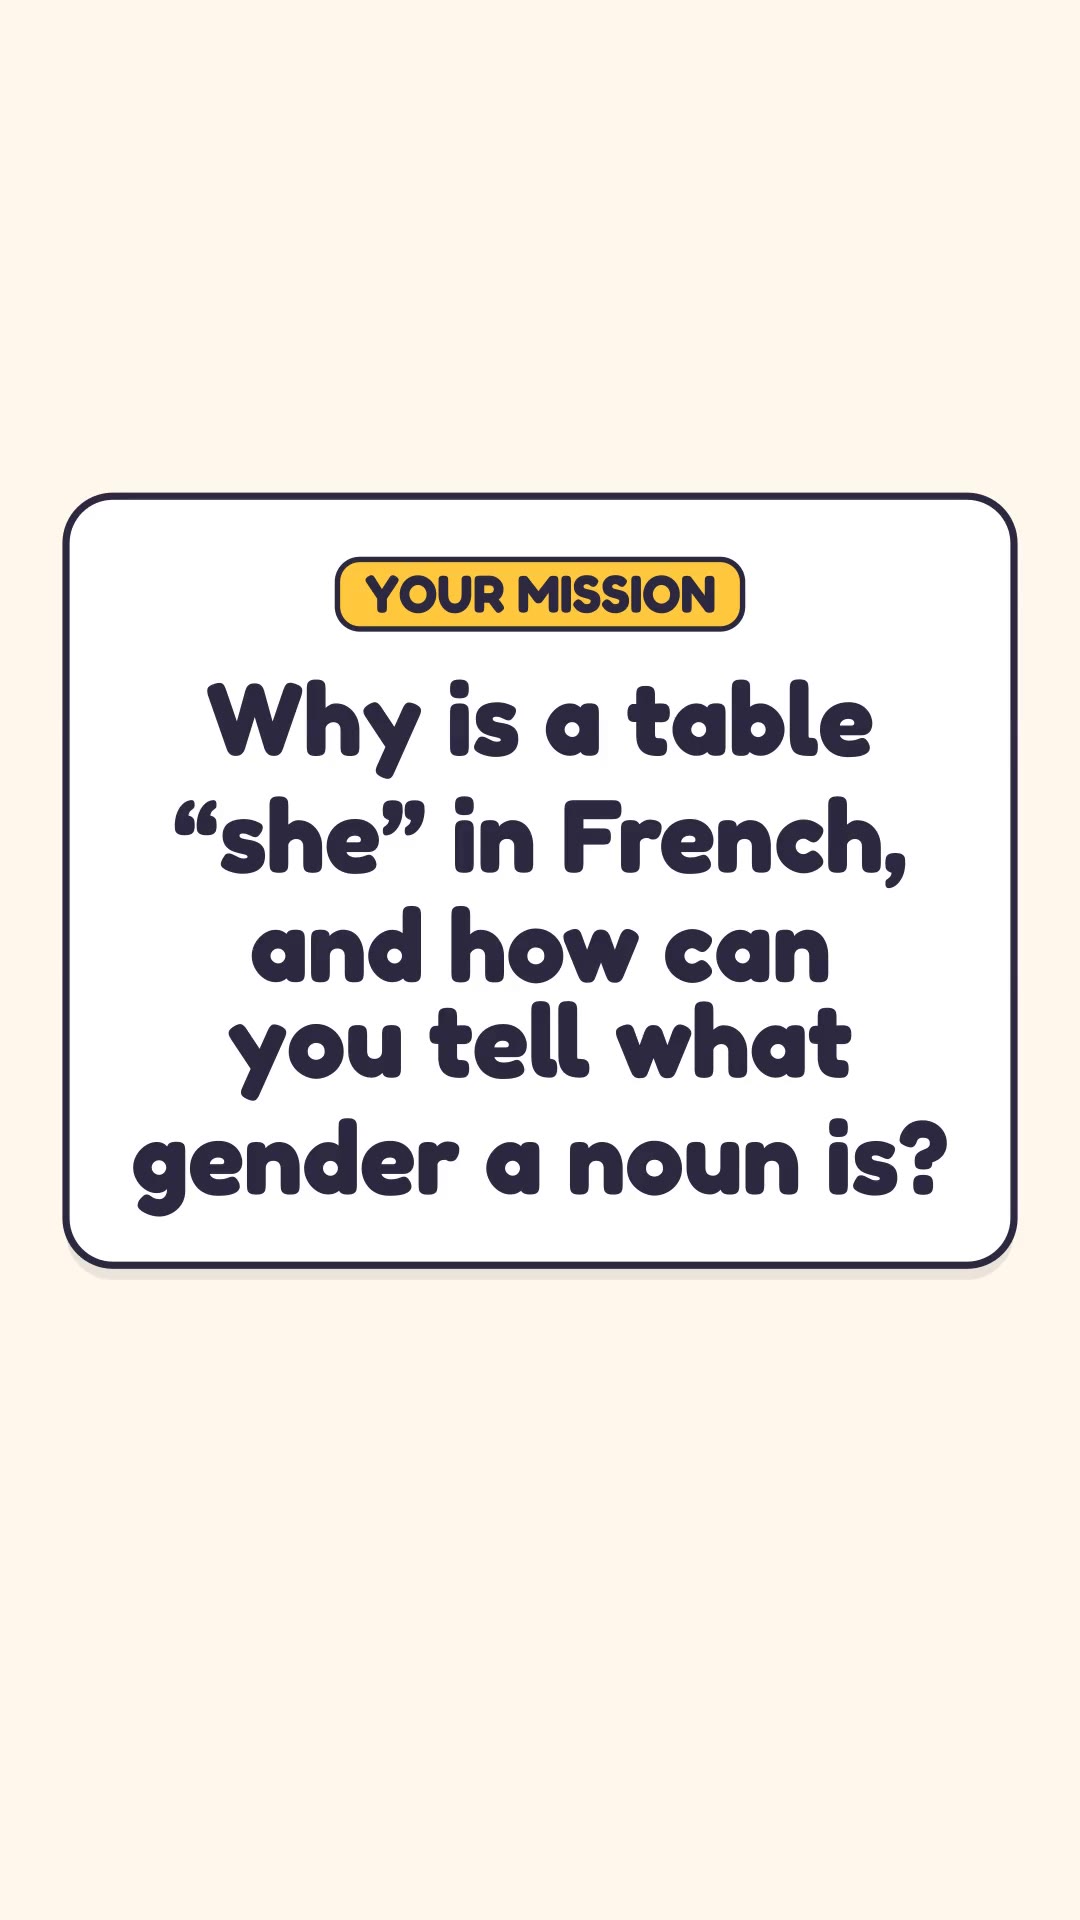 YOUR MISSION
Why is a table
“she” in French,
and how can
you tell what
gender a noun is?